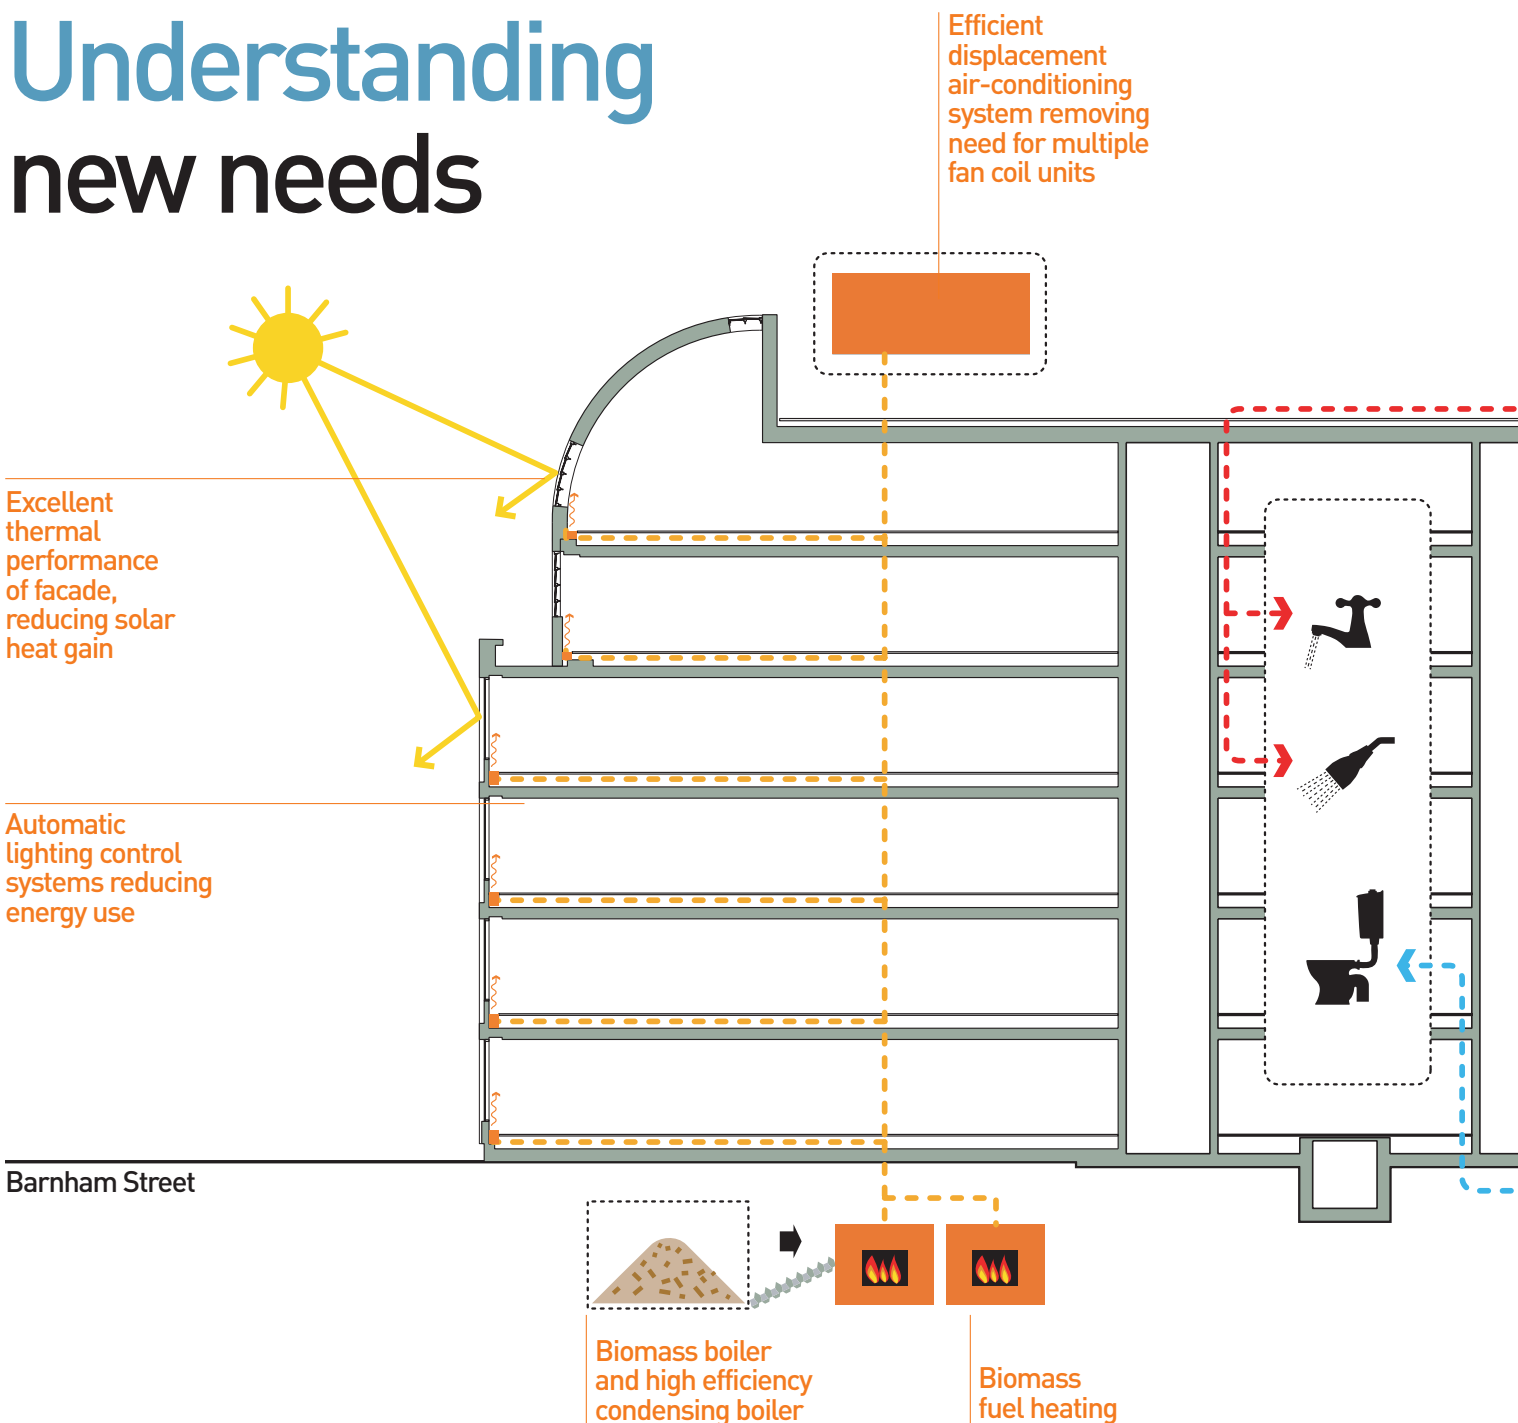 Understanding
new needs
Efficient
displacement
air-conditioning
system removing
need for multiple
fan coil units
Excellent
thermal
performance
of facade,
reducing solar
heat gain
Automatic
lighting control
systems reducing
energy use
Barnham Street
Biomass boiler
and high efficiency
condensing boiler
Biomass
fuel heating